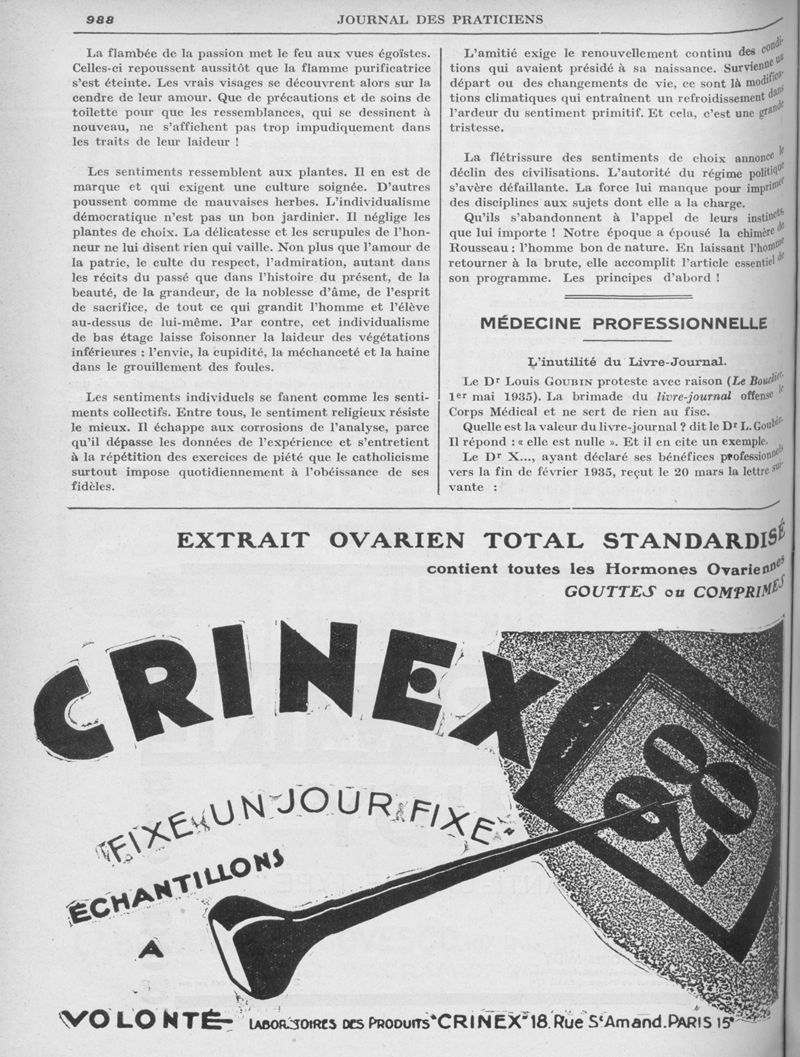 988
JOURNAL DES PRATICIENS
La flambée de la passion met le feu aux vues égoïstes.
Celles-ci repoussent aussitôt que la flamme purificatrice
s'est éteinte. Les vrais visages se découvrent alors sur la
cendre de leur amour. Que de précautions et de soins de
toilette pour que les ressemblances, qui se dessinent à
nouveau, ne s'affichent pas trop impudiquement dans
les traits de leur laideur !
Les sentiments ressemblent aux plantes. Il en est de
marque et qui exigent une culture soignée. D'autres
poussent comme de mauvaises herbes. L'individualisme
démocratique n'est pas un bon jardinier. Il néglige les
plantes de choix. La délicatesse et les scrupules de l'hon-
neur ne lui disent rien qui vaille. Non plus que l'amour de
la patrie, le culte du respect, l'admiration, autant dans
les récits du passé que dans l'histoire du présent, de la
beauté, de la grandeur, de la noblesse d'âme, de l'esprit
de sacrifice, de tout ce qui grandit l'homme et l'élève
au-dessus de lui-même. Par contre, cet individualisme
de bas étage laisse foisonner la laideur des végétations
inférieures : l'envie, la cupidité, la méchanceté et la haine
dans le grouillement des foules.
Les sentiments individuels se fanent comme les senti-
ments collectifs. Entre tous, le sentiment religieux résiste
le mieux. Il échappe aux corrosions de l'analyse, parce
qu'il dépasse les données de l'expérience et s'entretient
à la répétition des exercices de piété que le catholicisme
surtout impose quotidiennement à l'obéissance de ses
fidèles.
L'amitié exige le renouvellement continu des condi-
tions qui avaient présidé à sa naissance. Survienne un
départ ou des changements de vie, ce sont là modifica-
tions climatiques qui entraînent un refroidissement dans
l'ardeur du sentiment primitif. Et cela, c'est une grande
tristesse.
La flétrissure des sentiments de choix annonce le
déclin des civilisations. L'autorité du régime politique
s'avère défaillante. La force lui manque pour imprimer
des disciplines aux sujets dont elle a la charge.
Qu'ils s'abandonnent à l'appel de leurs instincts,
que lui importe ! Notre époque a épousé la chimère de
Rousseau : l'homme bon de nature. En laissant l'homme
retourner à la brute, elle accomplit l'article essentiel de
son programme. Les principes d'abord !
MÉDECINE PROFESSIONNELLE
L'inutilité du Livre-Journal.
Le Dr Louis GOUBIN proteste avec raison (Le Bouclier,
1er mai 1935). La brimade du livre-journal offense le
Corps Médical et ne sert de rien au fisc.
Quelle est la valeur du livre-journal ? dit le Dr L. Goubin.
Il répond : « elle est nulle ». Et il en cite un exemple.
Le Dr X..., ayant déclaré ses bénéfices professionnels
vers la fin de février 1935, reçut le 20 mars la lettre sui-
vante :
EXTRAIT OVARIEN TOTAL STANDARDISÉ
contient toutes les Hormones Ovariennes
GOUTTES ou COMPRIMÉS
CRINEX
"FIXE UN JOUR FIXE"
28
ÉCHANTILLONS
A
VOLONTÉ
LABORATOIRES DES PRODUITS "CRINEX" 18, Rue St Amand. PARIS 15e